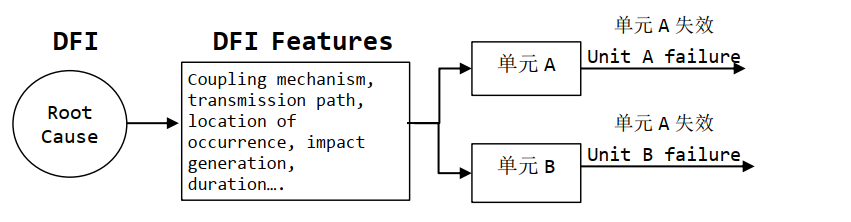 DFI
DFI Features
Root
Cause
Coupling mechanism,
transmission path,
location of
occurrence, impact
generation,
duration….
单元 A
单元 A 失效
Unit A failure
单元 B
单元 A 失效
Unit B failure